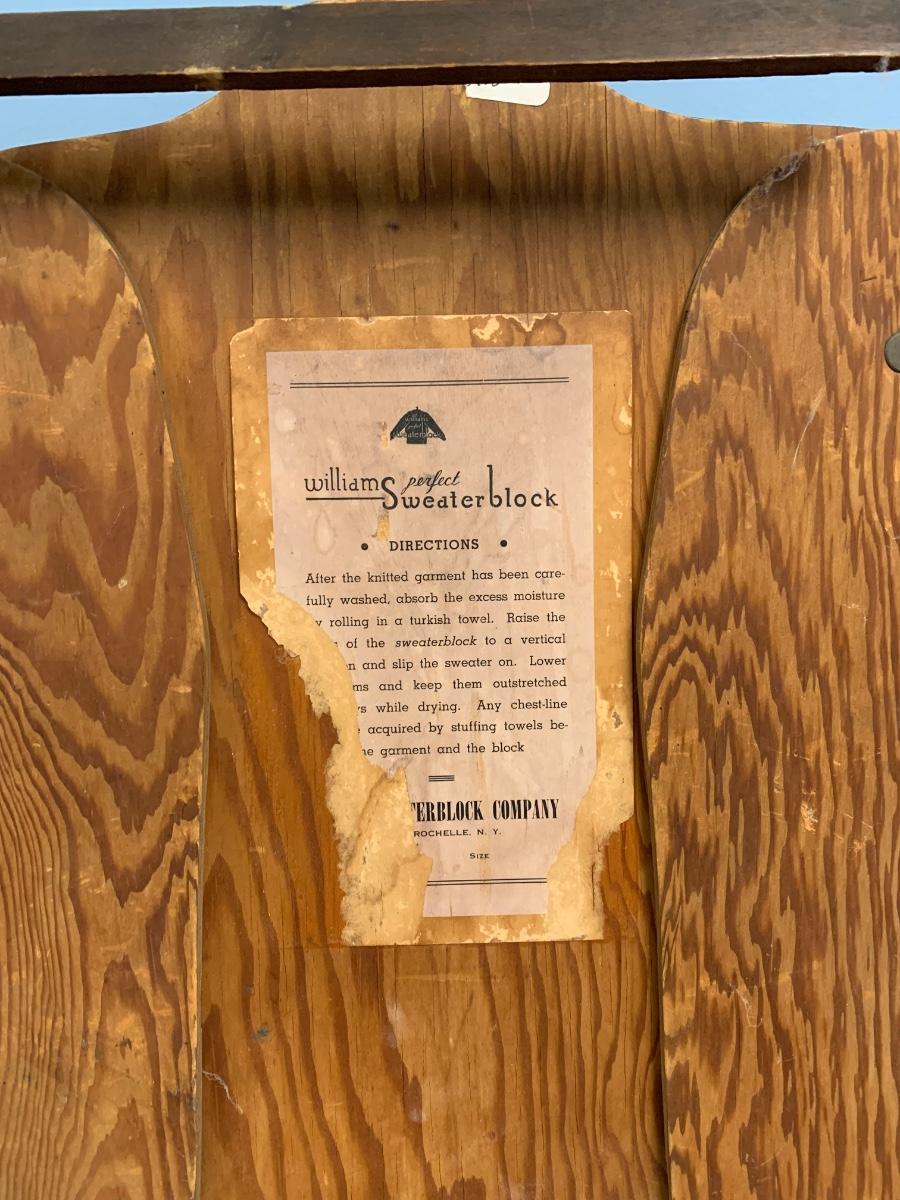 williams perfect Sweaterblock
• DIRECTIONS •
After the knitted garment has been care-
fully washed, absorb the excess moisture
y rolling in a turkish towel. Raise the
of the sweaterblock to a vertical
n and slip the sweater on. Lower
ms and keep them outstretched
s while drying. Any chest-line
acquired by stuffing towels be-
ne garment and the block
TERBLOCK COMPANY
ROCHELLE, N. Y.
SIZE